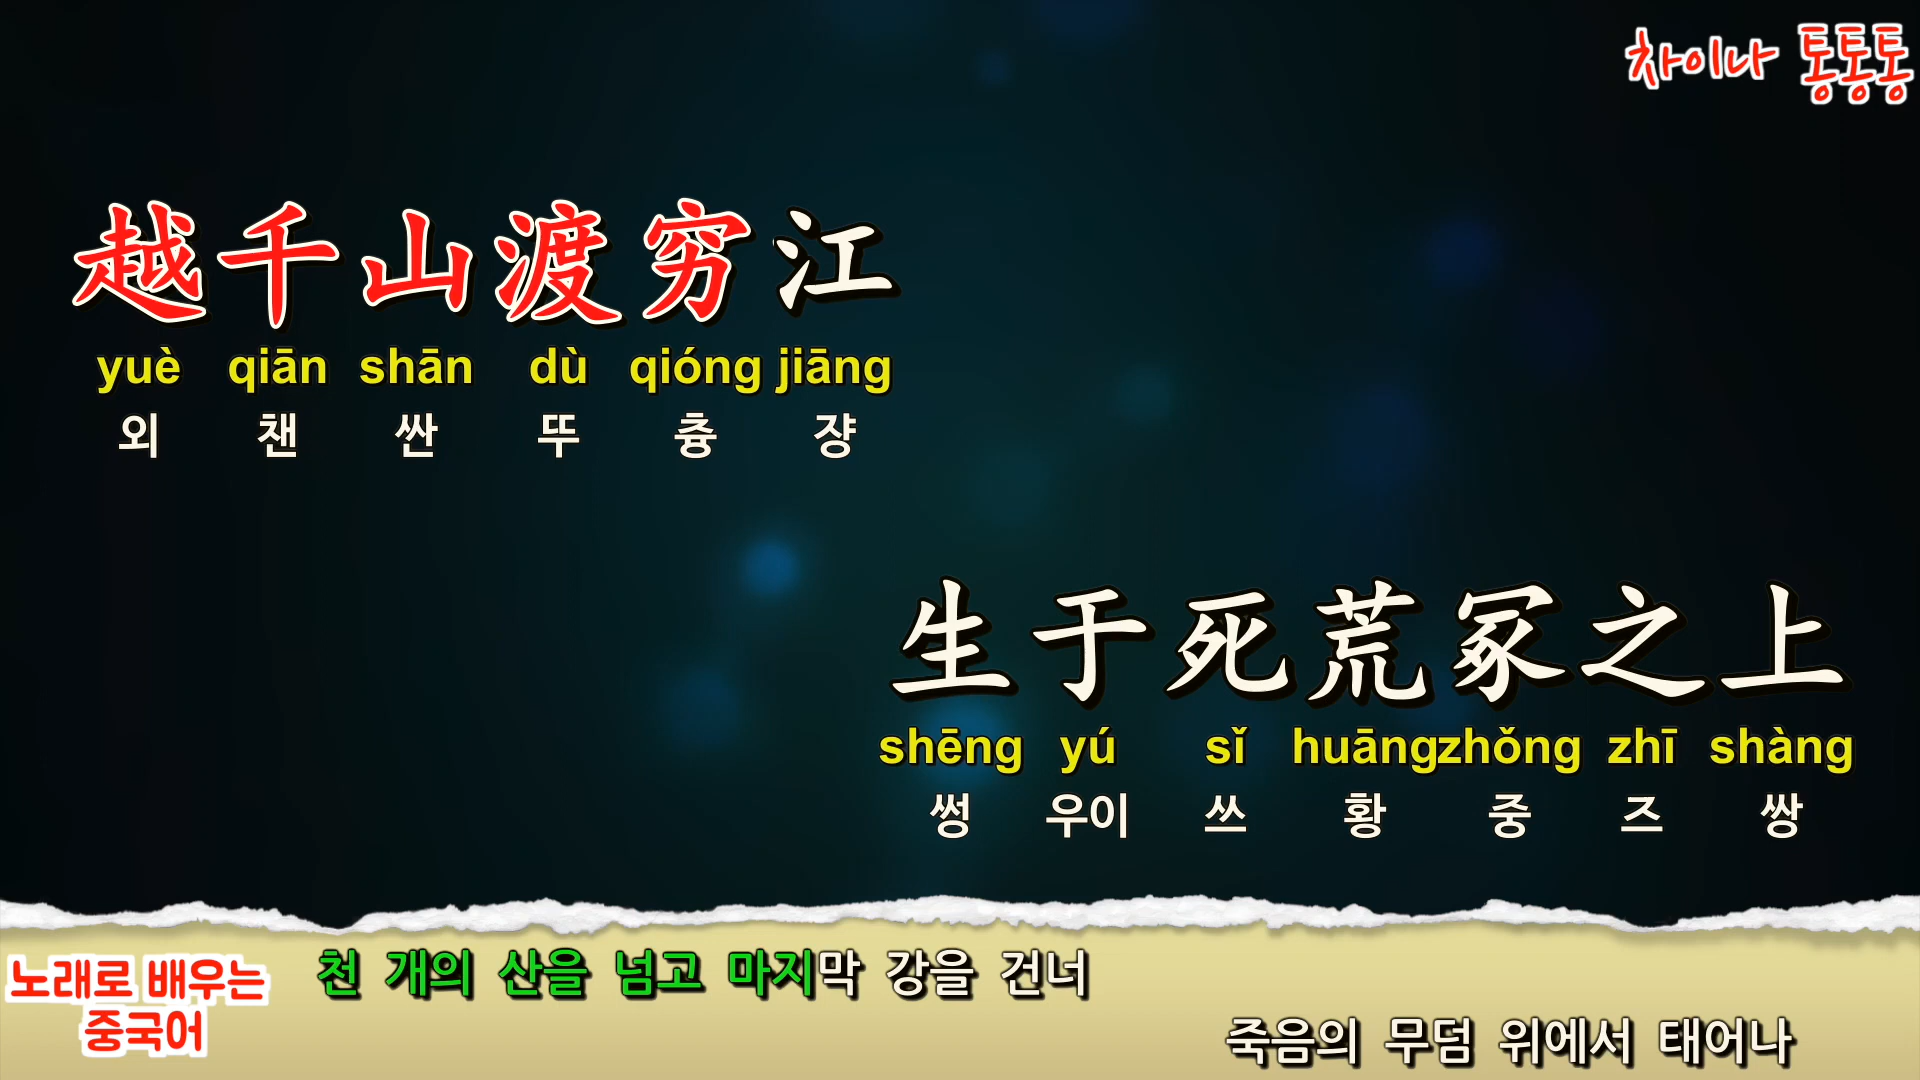 차이나 통통통
越千山渡穷江
yuè qiān shān dù qióng jiāng
외 챈 싼 뚜 츙 쟝
生于死荒冢之上
shēng yú sǐ huāng zhǒng zhī shàng
썽 우이 쓰 황 중 즈 쌍
노래로 배우는
중국어
천 개의 산을 넘고 마지막 강을 건너
죽음의 무덤 위에서 태어나